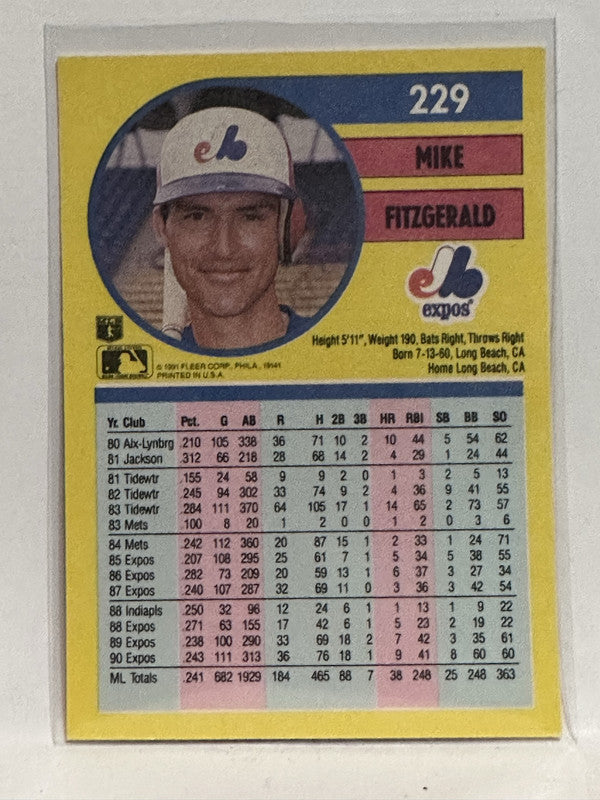 229
MIKE
FITZGERALD
expos
Height 5'11", Weight 190, Bats Right, Throws Right
Born 7-13-60, Long Beach, CA
Home Long Beach, CA
© 1991 FLEER CORP., PHILA., 19141
PRINTED IN U.S.A.
Yr. Club Pct. G AB R H 2B 3B HR RBI SB BB SO
80 Alx-Lynbrg .210 105 338 36 71 10 2 10 44 5 54 62
81 Jackson .312 66 218 28 68 14 2 4 29 1 24 44
81 Tidewtr .155 24 58 9 9 2 0 1 3 2 5 13
82 Tidewtr .245 94 302 33 74 9 2 4 36 9 41 55
83 Tidewtr .284 111 370 64 105 17 1 14 65 2 73 57
83 Mets .100 8 20 1 2 0 0 1 2 0 3 6
84 Mets .242 112 360 20 87 15 1 2 33 1 24 71
85 Expos .207 108 295 25 61 7 1 5 34 5 38 55
86 Expos .282 73 209 20 59 13 1 6 37 3 27 34
87 Expos .240 107 287 32 69 11 0 3 36 3 42 54
88 Indiapls .250 32 96 12 24 6 1 1 13 1 9 22
88 Expos .271 63 155 17 42 6 1 5 23 2 19 22
89 Expos .238 100 290 33 69 18 2 7 42 3 35 61
90 Expos .243 111 313 36 76 18 1 9 41 8 60 60
ML Totals .241 682 1929 184 465 88 7 38 248 25 248 363